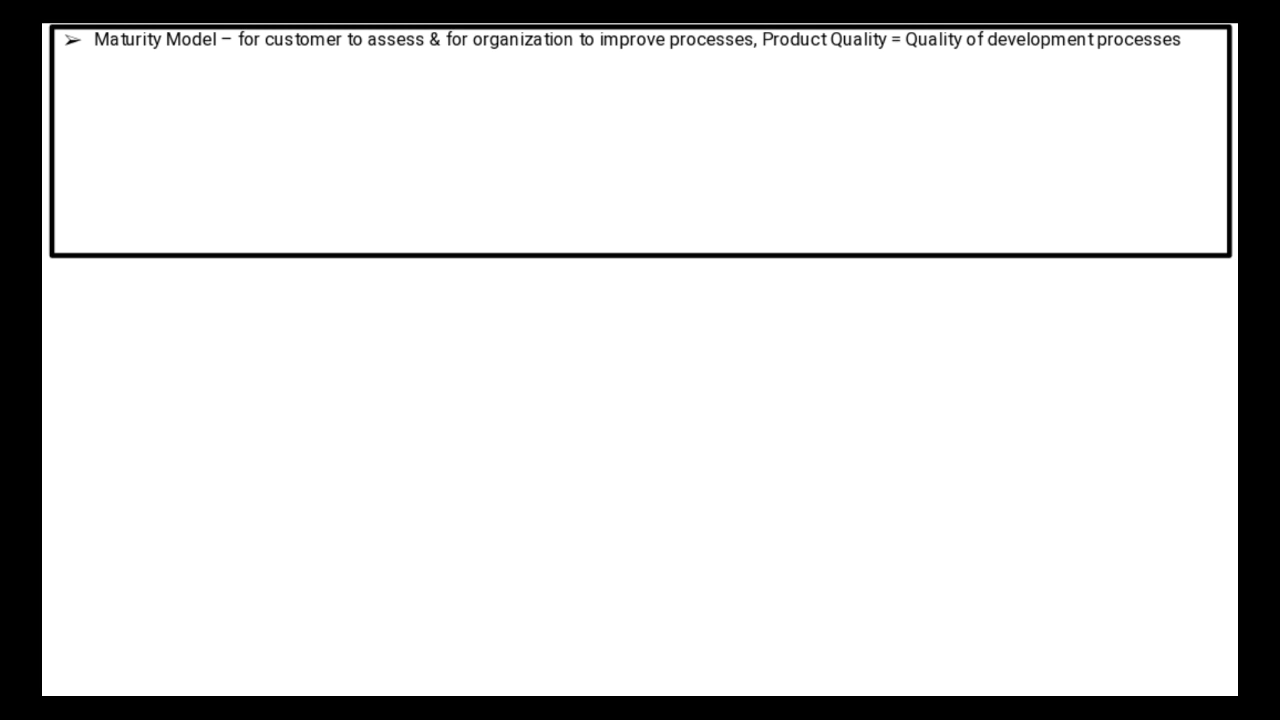 ➢ Maturity Model – for customer to assess & for organization to improve processes, Product Quality = Quality of development processes